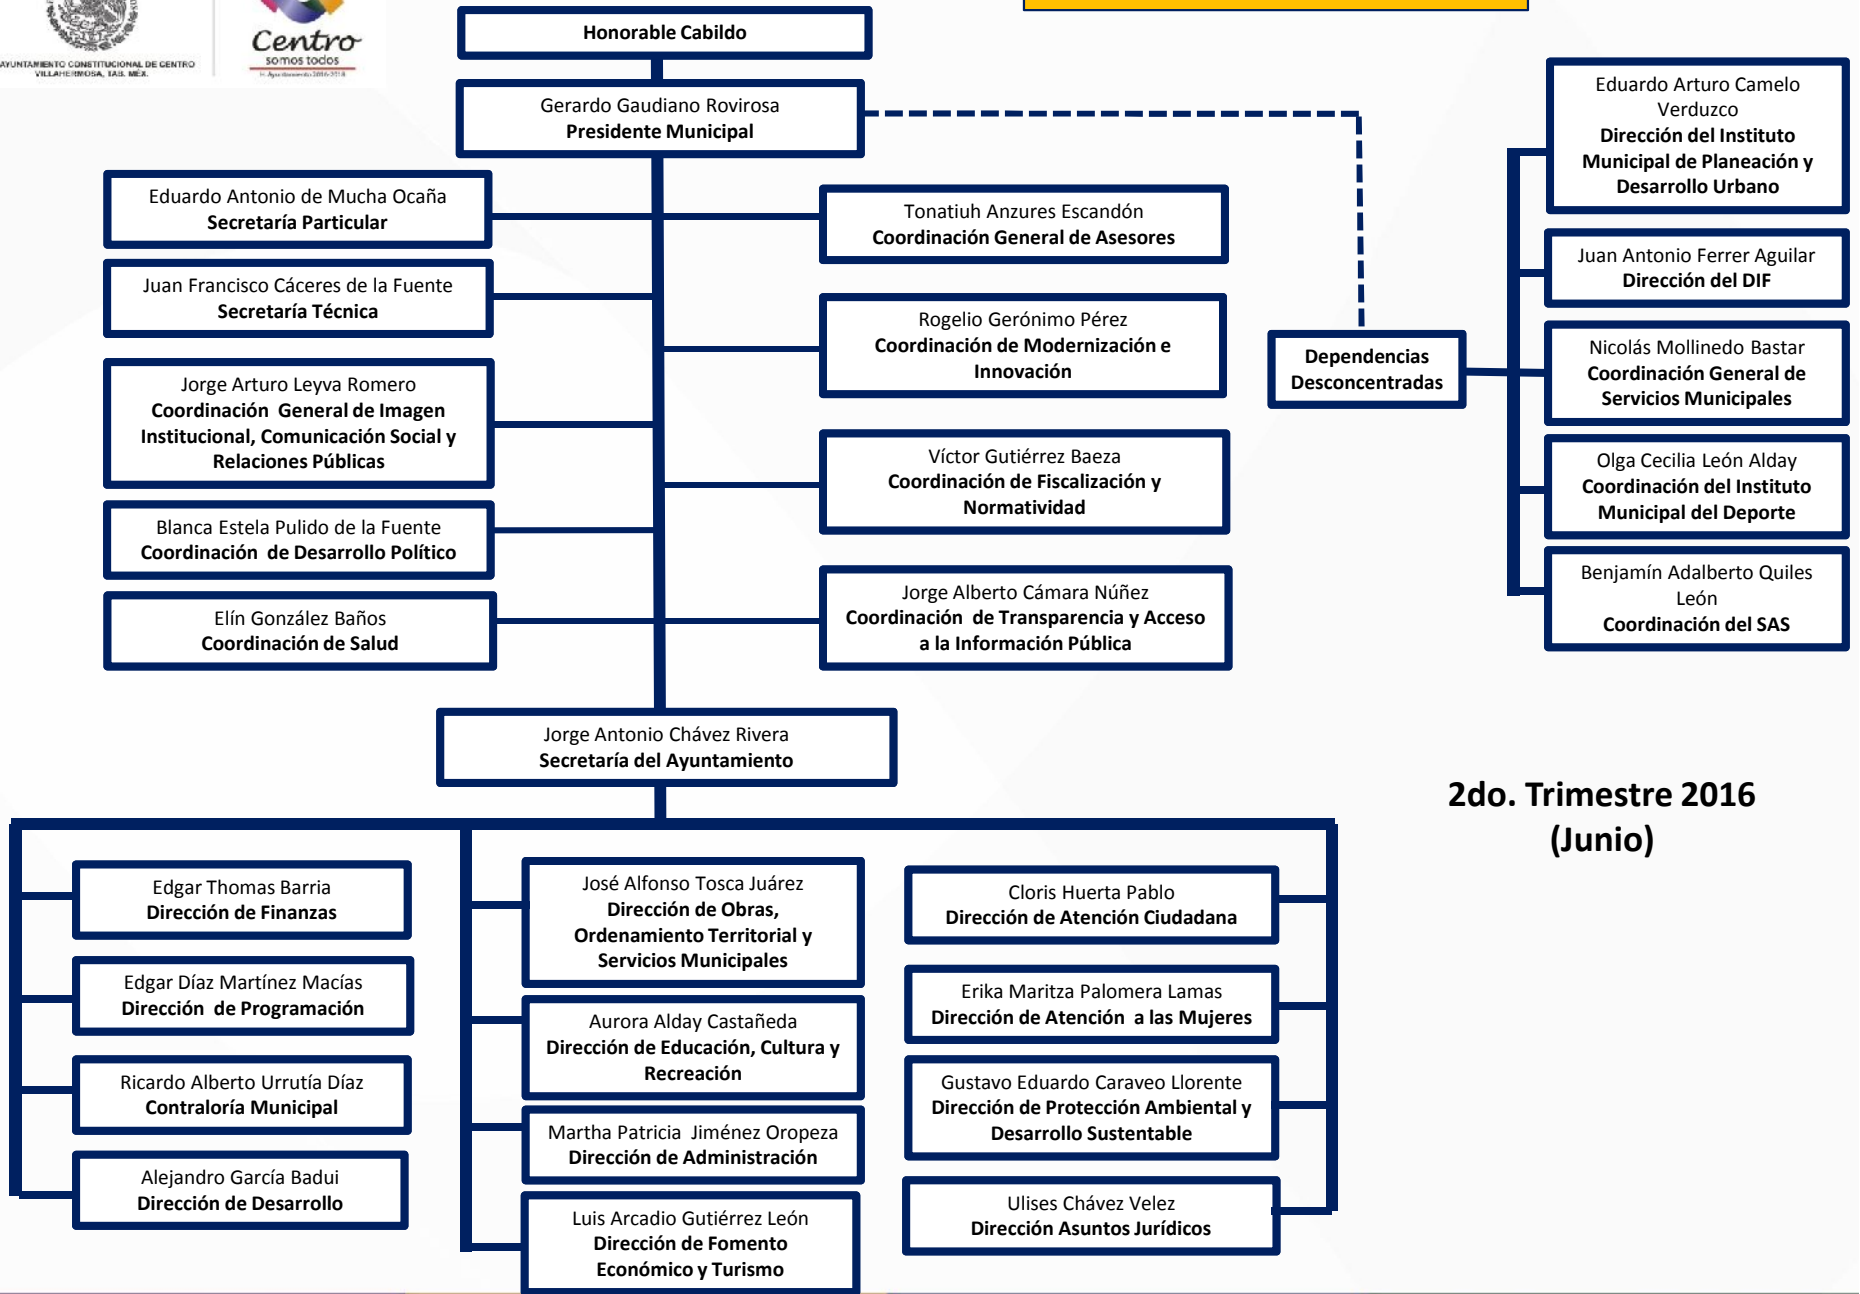 AYUNTAMIENTO CONSTITUCIONAL DE CENTRO
VILLAHERMOSA, TAB. MÉX.
Centro
somos todos
H. Ayuntamiento 2016-2018
Honorable Cabildo
Gerardo Gaudiano Rovirosa
Presidente Municipal
Eduardo Antonio de Mucha Ocaña
Secretaría Particular
Tonatiuh Anzures Escandón
Coordinación General de Asesores
Juan Francisco Cáceres de la Fuente
Secretaría Técnica
Rogelio Gerónimo Pérez
Coordinación de Modernización e
Innovación
Jorge Arturo Leyva Romero
Coordinación General de Imagen
Institucional, Comunicación Social y
Relaciones Públicas
Víctor Gutiérrez Baeza
Coordinación de Fiscalización y
Normatividad
Blanca Estela Pulido de la Fuente
Coordinación de Desarrollo Político
Elín González Baños
Coordinación de Salud
Jorge Alberto Cámara Núñez
Coordinación de Transparencia y Acceso
a la Información Pública
Dependencias
Desconcentradas
Eduardo Arturo Camelo
Verduzco
Dirección del Instituto
Municipal de Planeación y
Desarrollo Urbano
Juan Antonio Ferrer Aguilar
Dirección del DIF
Nicolás Mollinedo Bastar
Coordinación General de
Servicios Municipales
Olga Cecilia León Alday
Coordinación del Instituto
Municipal del Deporte
Benjamín Adalberto Quiles
León
Coordinación del SAS
Jorge Antonio Chávez Rivera
Secretaría del Ayuntamiento
2do. Trimestre 2016
(Junio)
Edgar Thomas Barria
Dirección de Finanzas
Edgar Díaz Martínez Macías
Dirección de Programación
Ricardo Alberto Urrutía Díaz
Contraloría Municipal
Alejandro García Badui
Dirección de Desarrollo
José Alfonso Tosca Juárez
Dirección de Obras,
Ordenamiento Territorial y
Servicios Municipales
Aurora Alday Castañeda
Dirección de Educación, Cultura y
Recreación
Martha Patricia Jiménez Oropeza
Dirección de Administración
Luis Arcadio Gutiérrez León
Dirección de Fomento
Económico y Turismo
Cloris Huerta Pablo
Dirección de Atención Ciudadana
Erika Maritza Palomera Lamas
Dirección de Atención a las Mujeres
Gustavo Eduardo Caraveo Llorente
Dirección de Protección Ambiental y
Desarrollo Sustentable
Ulises Chávez Velez
Dirección Asuntos Jurídicos